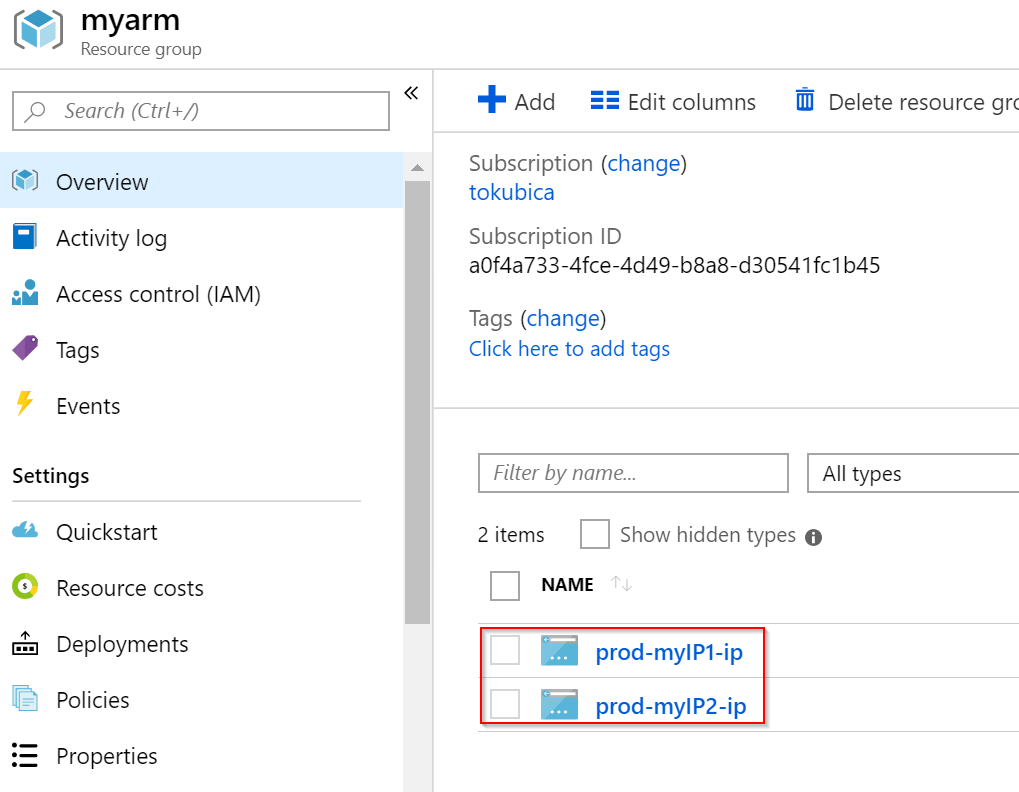 myarm
Resource group
Search (Ctrl+/)
Overview
Activity log
Access control (IAM)
Tags
Events
Settings
Quickstart
Resource costs
Deployments
Policies
Properties
Add
Edit columns
Delete resource gro
Subscription (change)
tokubica
Subscription ID
a0f4a733-4fce-4d49-b8a8-d30541fc1b45
Tags (change)
Click here to add tags
Filter by name...
All types
2 items
Show hidden types
NAME
prod-myIP1-ip
prod-myIP2-ip